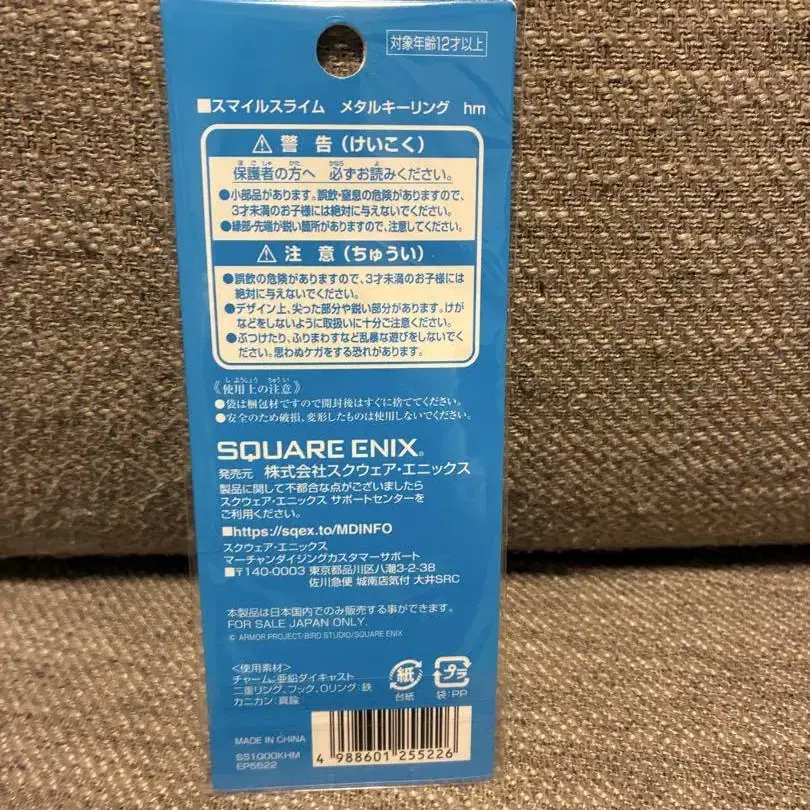 対象年齢12才以上
■スマイルスライム メタルキーリング hm
⚠ 警 告 (けいこく)
保護者の方へ 必ずお読みください。
●小部品があります。誤飲・窒息の危険がありますので、
3才未満のお子様には絶対に与えないでください。
●縁部・先端が鋭い箇所がありますので、注意してください。
⚠ 注 意 (ちゅうい)
●誤飲の危険がありますので、3才未満のお子様には
絶対に与えないでください。
●デザイン上、尖った部分や鋭い部分があります。けが
などをしないように取扱いに十分ご注意ください。
●ぶつけたり、ふりまわすなど乱暴な遊びをしないでく
ださい。思わぬケガをする恐れがあります。
《使用上の注意》
●袋は梱包材ですので開封後はすぐに捨ててください。
●安全のため破損、変形したものは使用しないでください。
SQUARE ENIX®
発売元 株式会社スクウェア・エニックス
製品に関して不都合な点がございましたら
スクウェア・エニックス サポートセンターを
ご利用ください。
■https://sqex.to/MDINFO
スクウェア・エニックス
マーチャンダイジングカスタマーサポート
■〒140-0003 東京都品川区八潮3-2-38
佐川急便 城南店気付 大井SRC
本製品は日本国内でのみ販売する事ができます。
FOR SALE JAPAN ONLY.
© ARMOR PROJECT/BIRD STUDIO/SQUARE ENIX
<使用素材>
チャーム:亜鉛ダイキャスト
二重リング、フック、Oリング:鉄
カニカン:真鍮
紙
台紙
プラ
袋:PP
MADE IN CHINA
SS1000KHM
EP5522
4 988601 255226